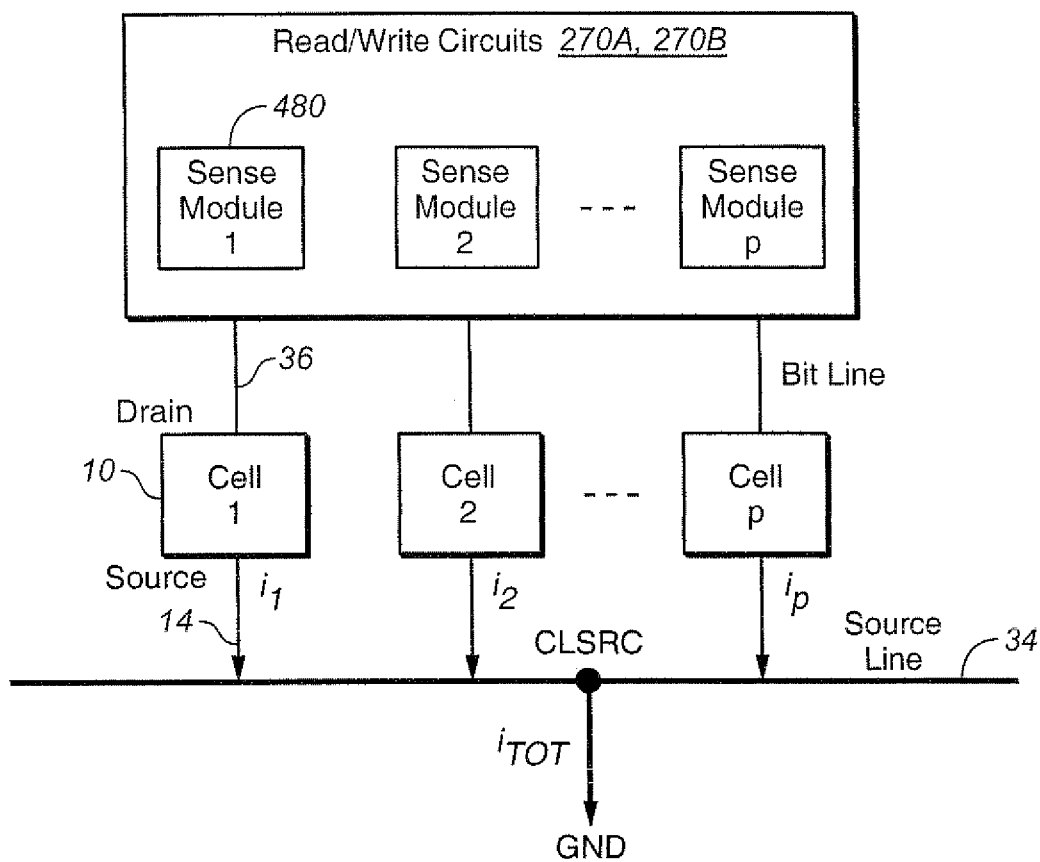 Read/Write Circuits 270A, 270B
480
Sense Module 1
Sense Module 2
- - -
Sense Module p
36
Bit Line
Drain
10
Cell 1
Cell 2
- - -
Cell p
Source
i1
i2
ip
14
CLSRC
Source Line
34
iTOT
GND